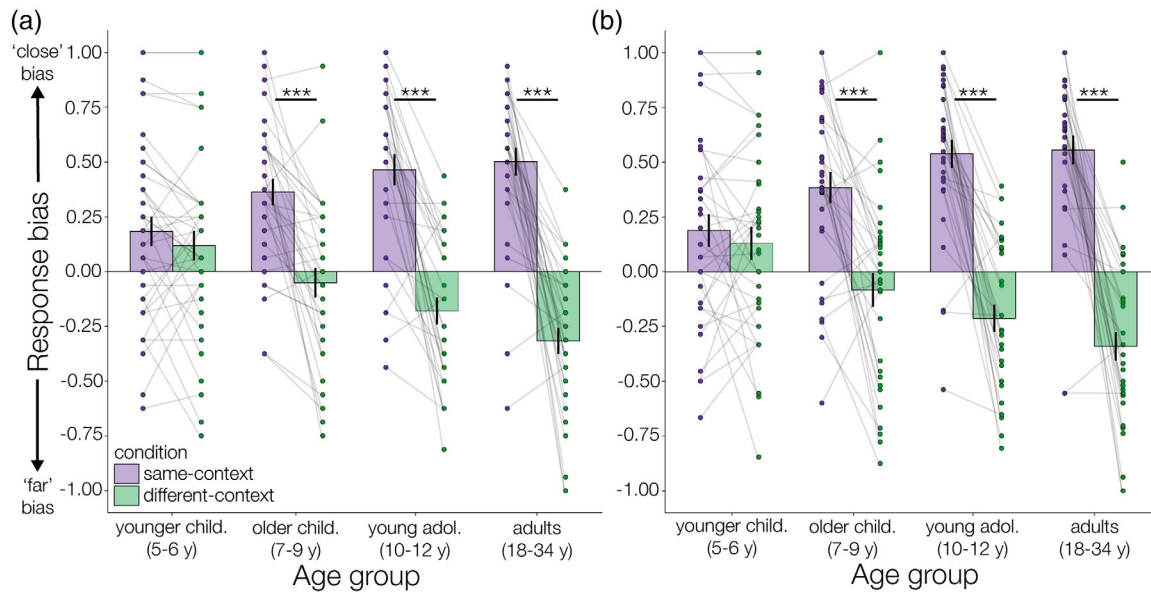 (a)
'close' bias
Response bias
'far' bias
1.00
0.75
0.50
0.25
0.00
-0.25
-0.50
-0.75
-1.00
***
***
***
condition
same-context
different-context
younger child.
(5-6 y)
older child.
(7-9 y)
young adol.
(10-12 y)
adults
(18-34 y)
Age group
(b)
1.00
0.75
0.50
0.25
0.00
-0.25
-0.50
-0.75
-1.00
***
***
***
younger child.
(5-6 y)
older child.
(7-9 y)
young adol.
(10-12 y)
adults
(18-34 y)
Age group